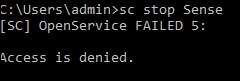 C:\Users\admin>sc stop Sense
[SC] OpenService FAILED 5:
Access is denied.